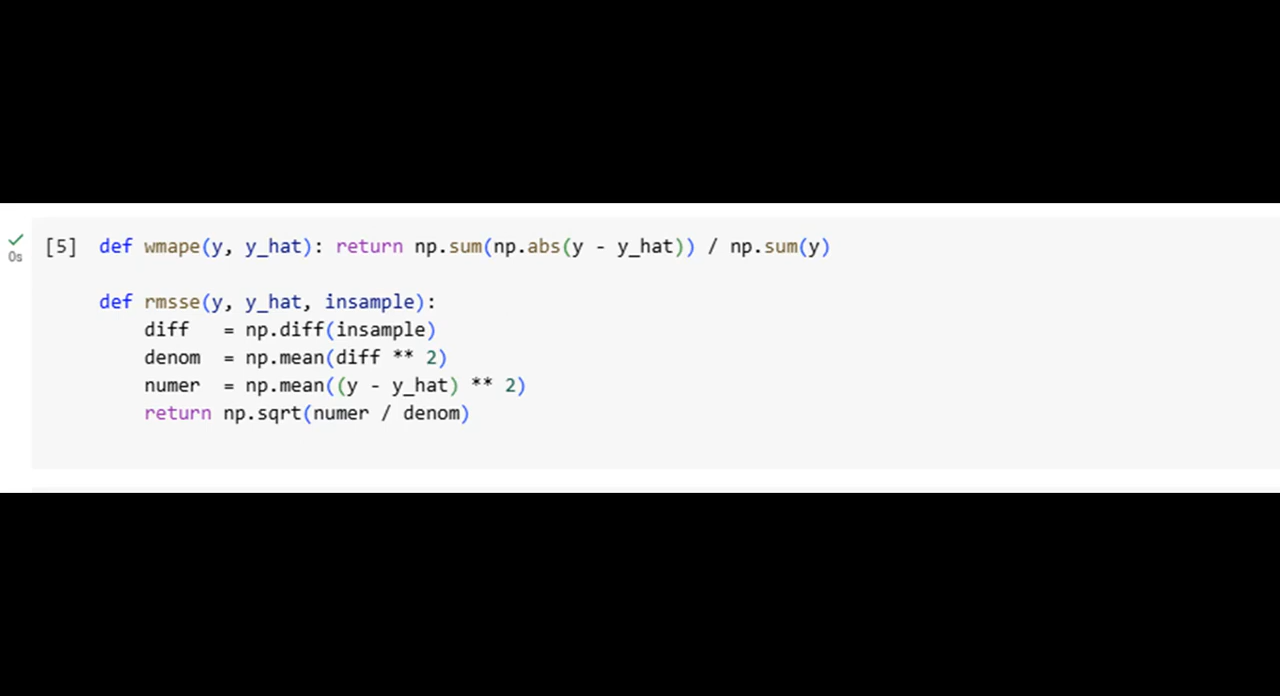 [5] def wmape(y, y_hat): return np.sum(np.abs(y - y_hat)) / np.sum(y)
0s
def rmsse(y, y_hat, insample):
    diff   = np.diff(insample)
    denom  = np.mean(diff ** 2)
    numer  = np.mean((y - y_hat) ** 2)
    return np.sqrt(numer / denom)